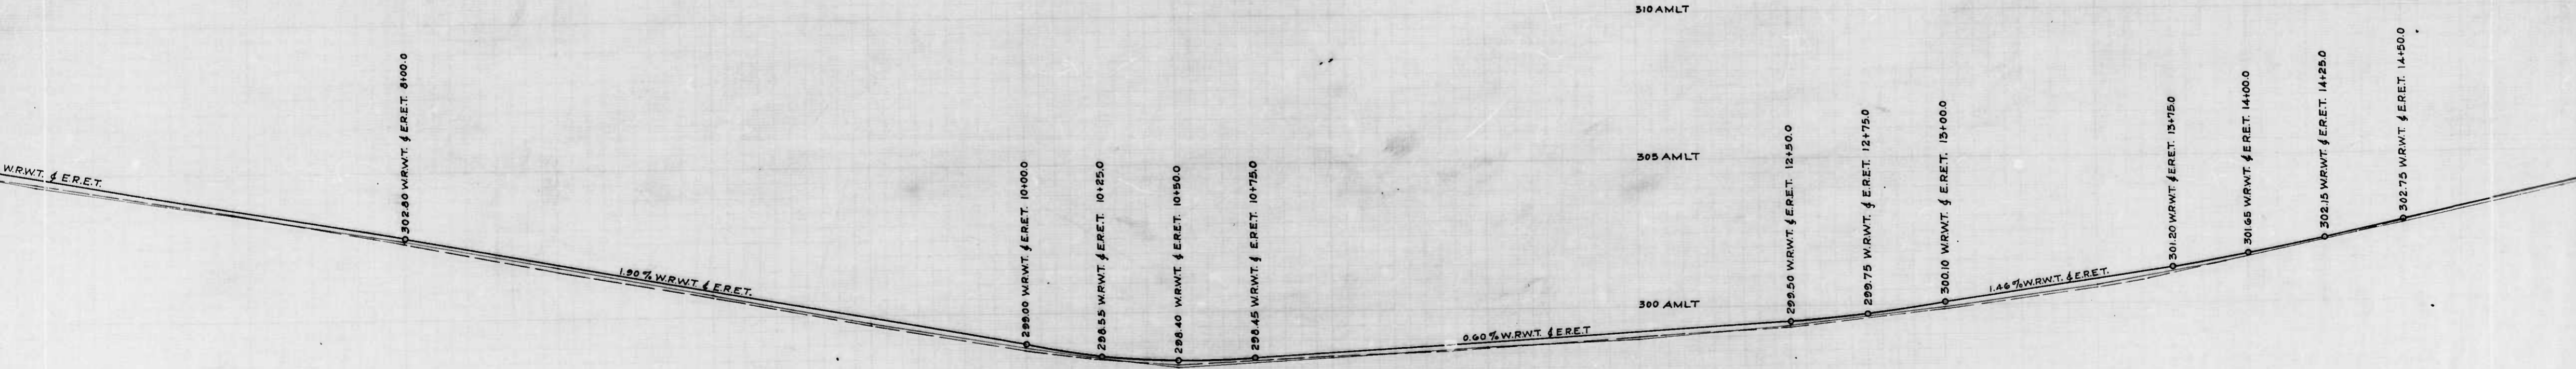 310 AMLT
305 AMLT
300 AMLT
W.R.W.T. & E.R.E.T.
302.80 W.R.W.T. & E.R.E.T. 8+00.0
1.90% W.R.W.T. & E.R.E.T.
299.00 W.R.W.T. & E.R.E.T. 10+00.0
298.55 W.R.W.T. & E.R.E.T. 10+25.0
298.40 W.R.W.T. & E.R.E.T. 10+50.0
298.45 W.R.W.T. & E.R.E.T. 10+75.0
0.60% W.R.W.T. & E.R.E.T.
299.50 W.R.W.T. & E.R.E.T. 12+50.0
299.75 W.R.W.T. & E.R.E.T. 12+75.0
300.10 W.R.W.T. & E.R.E.T. 13+00.0
1.46% W.R.W.T. & E.R.E.T.
301.20 W.R.W.T. & E.R.E.T. 13+75.0
301.65 W.R.W.T. & E.R.E.T. 14+00.0
302.15 W.R.W.T. & E.R.E.T. 14+25.0
302.75 W.R.W.T. & E.R.E.T. 14+50.0